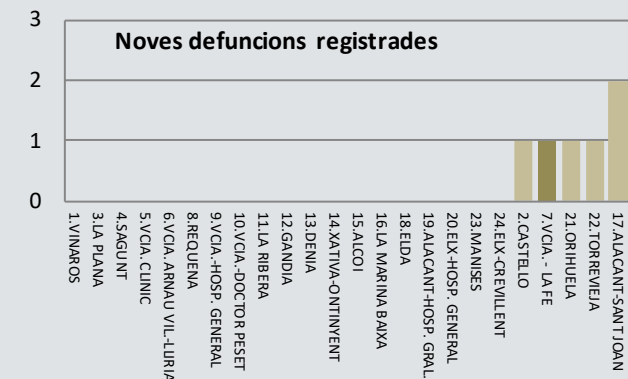 Noves defuncions registrades
3
2
1
0
1.VINAROS
3.LA PLANA
4.SAGUNT
5.VCIA. CLINIC
6.VCIA. ARNAU VIL.-LLIRIA
8.REQUENA
9.VCIA.-HOSP. GENERAL
10.VCIA.-DOCTOR PESET
11.LA RIBERA
12.GANDIA
13.DENIA
14.XATIVA-ONTINYENT
15.ALCOI
16.LA MARINA BAIXA
18.ELDA
19.ALACANT-HOSP. GRAL.
20.ELX-HOSP. GENERAL
23.MANISES
24.ELX-CREVILLENT
2.CASTELLO
7.VCIA. - LA FE
21.ORIHUELA
22.TORREVIEJA
17.ALACANT-SANT JOAN